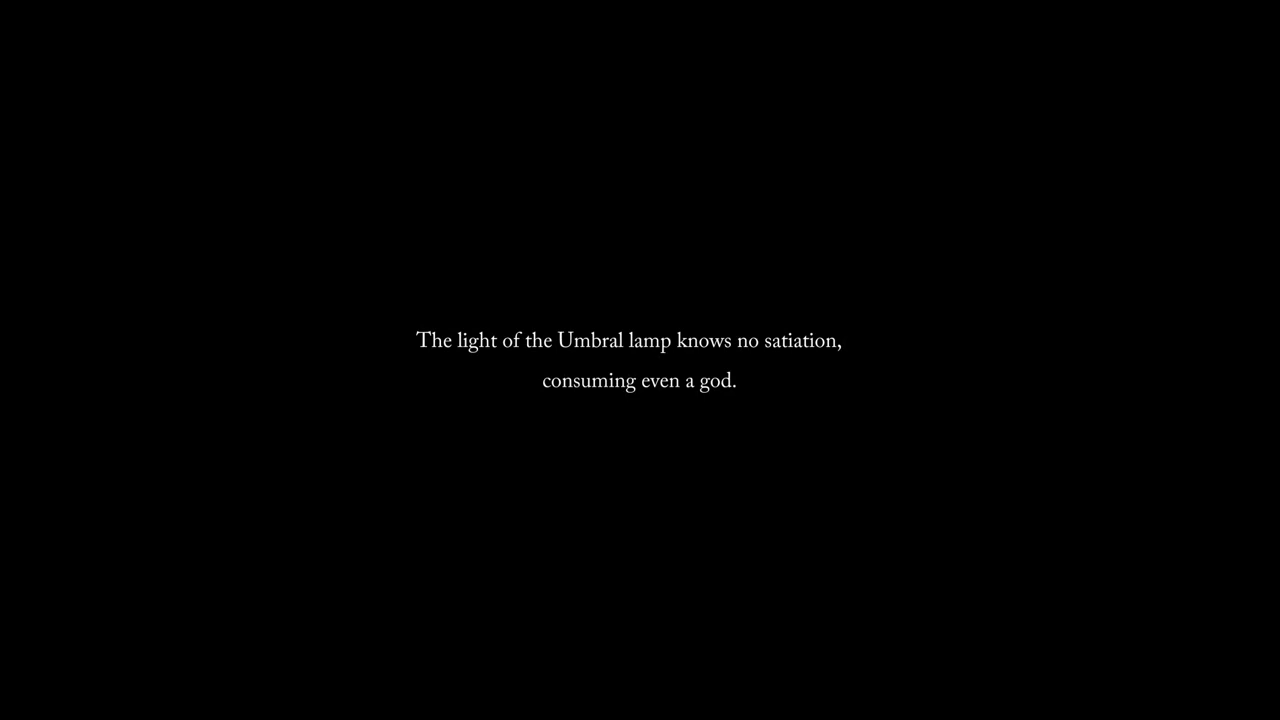 The light of the Umbral lamp knows no satiation,
consuming even a god.